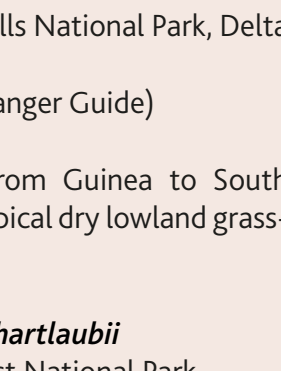 lls National Park, Delta
anger Guide)
rom Guinea to South
pical dry lowland grass-
hartlaubii
st National Park